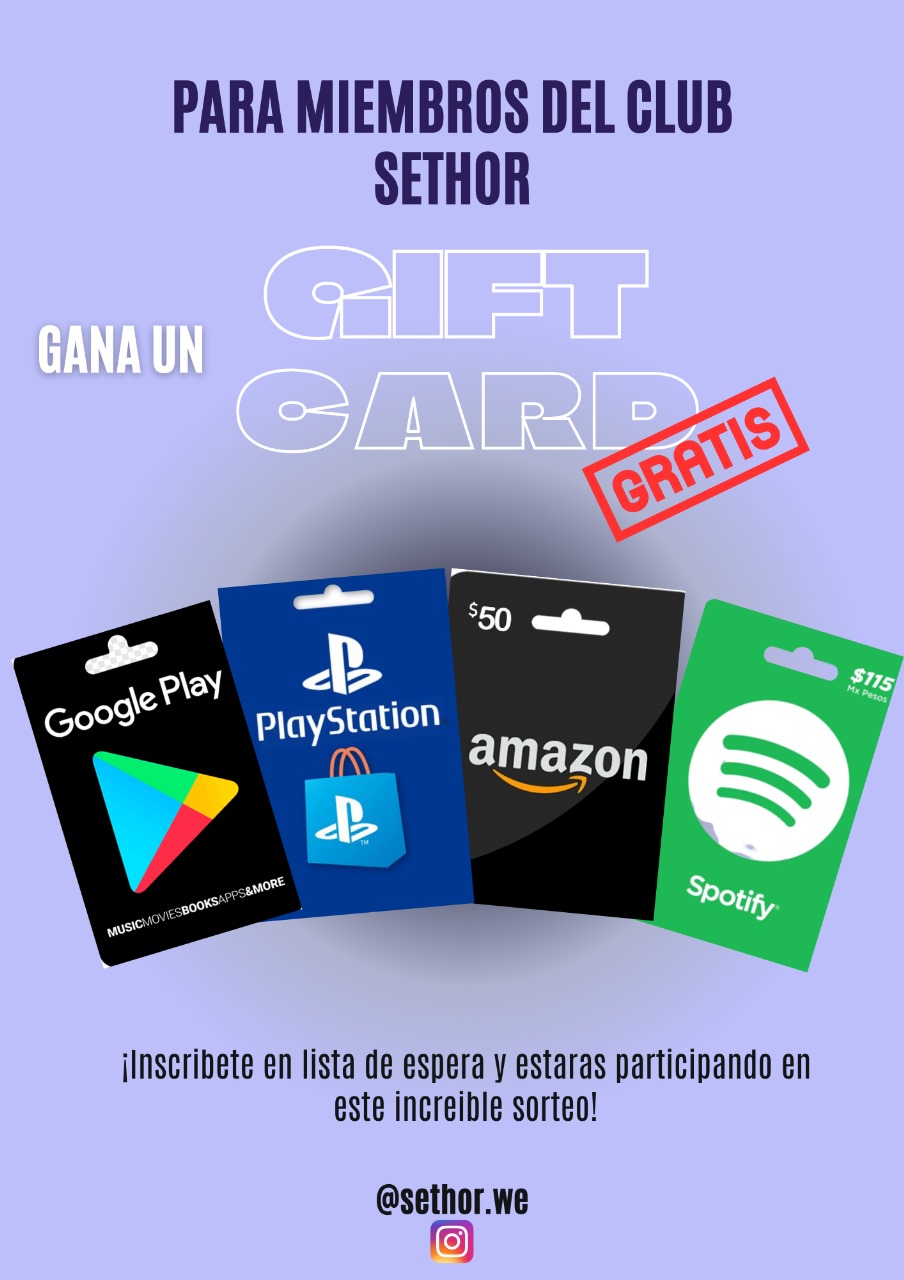 PARA MIEMBROS DEL CLUB
SETHOR
GIFT
GANA UN
CARD
GRATIS
Google Play
MUSICMOVIESBOOKSAPPS&MORE
PlayStation
TM
$50
amazon
$115
Mx Pesos
Spotify®
¡Inscribete en lista de espera y estaras participando en
este increible sorteo!
@sethor.we